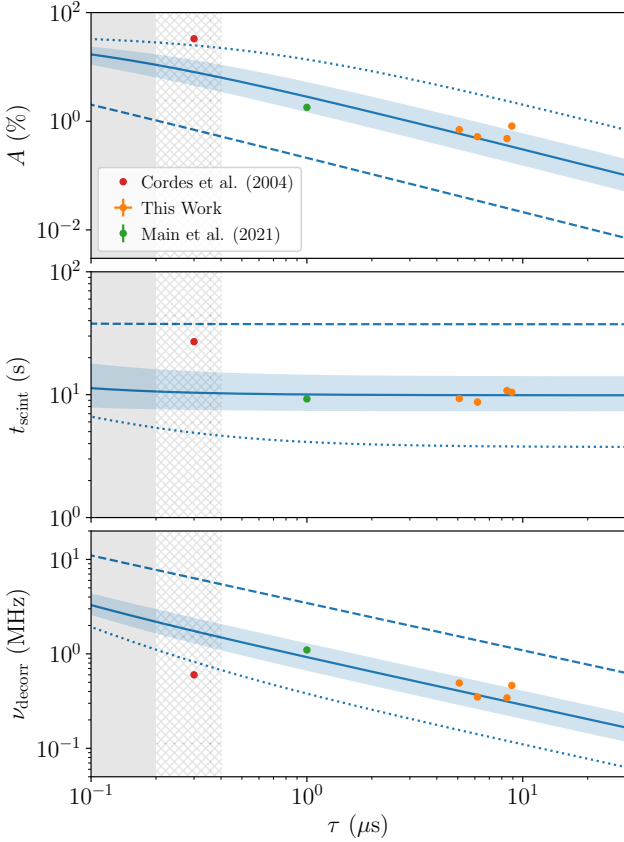 10^2
10^0
10^{-2}
A (%)
Cordes et al. (2004)
This Work
Main et al. (2021)
10^2
10^1
10^0
t_scint (s)
10^1
10^0
10^{-1}
ν_decorr (MHz)
10^{-1}
10^0
10^1
τ (μs)